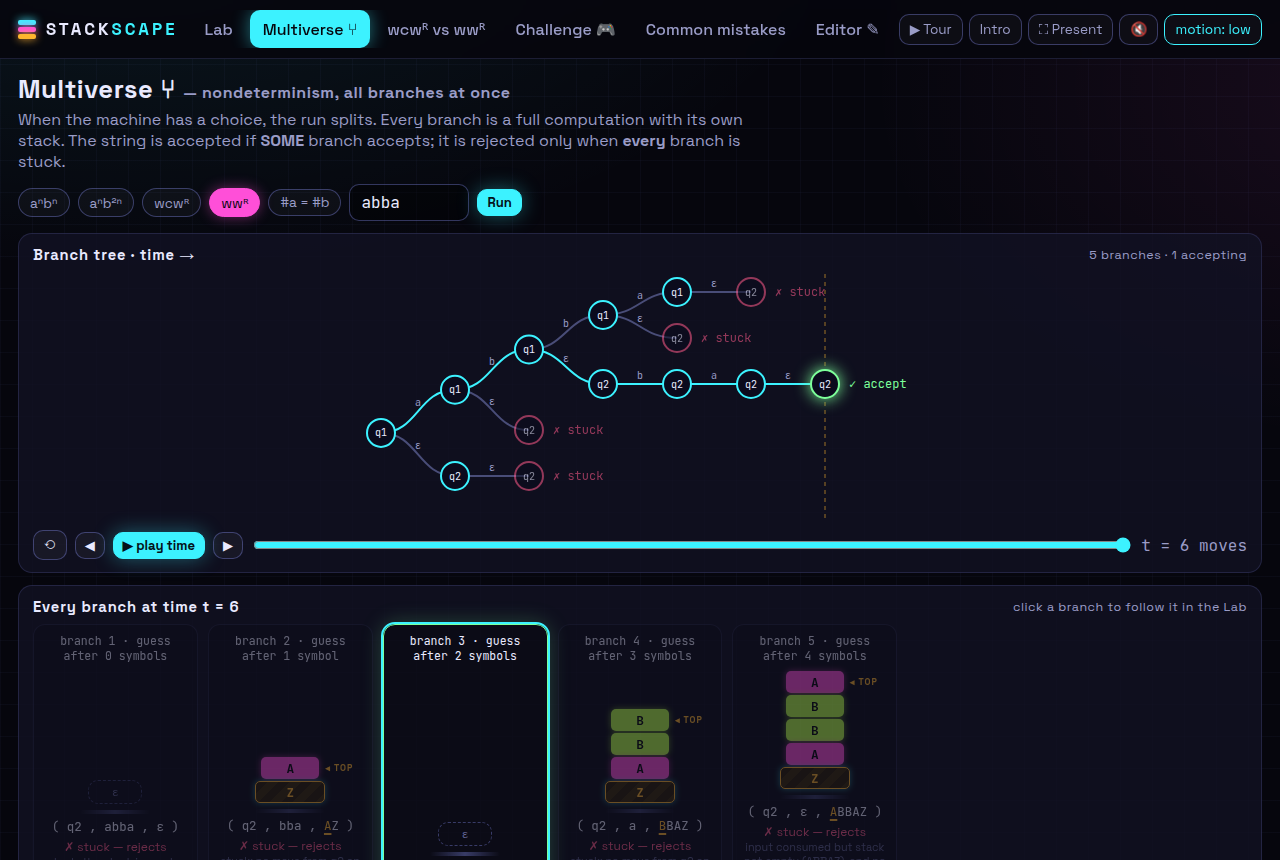 STACKSCAPE Lab Multiverse ⑂ wcwᴿ vs wwᴿ Challenge 🎮 Common mistakes Editor ✎ ▶ Tour Intro ⛶ Present 🔇 motion: low
Multiverse ⑂ — nondeterminism, all branches at once
When the machine has a choice, the run splits. Every branch is a full computation with its own
stack. The string is accepted if SOME branch accepts; it is rejected only when every branch is
stuck.
aⁿbⁿ aⁿb²ⁿ wcwᴿ wwᴿ #a = #b abba Run
Branch tree · time → 5 branches · 1 accepting
a q1 ε q2 ✗ stuck
b q1 ε q2 ✗ stuck
b q1 ε q2 b q2 a q2 ε q2 ✓ accept
a q1 ε q2 ✗ stuck
q1 ε q2 ε q2 ✗ stuck
⟲ ◀ ▶ play time ▶ t = 6 moves
Every branch at time t = 6 click a branch to follow it in the Lab
branch 1 · guess
after 0 symbols
ε
( q2 , abba , ε )
✗ stuck — rejects
branch 2 · guess
after 1 symbol
A ◂ TOP
Z
( q2 , bba , AZ )
✗ stuck — rejects
branch 3 · guess
after 2 symbols
ε
branch 4 · guess
after 3 symbols
B ◂ TOP
B
A
Z
( q2 , a , BBAZ )
✗ stuck — rejects
branch 5 · guess
after 4 symbols
A ◂ TOP
B
B
A
Z
( q2 , ε , ABBAZ )
✗ stuck — rejects
input consumed but stack